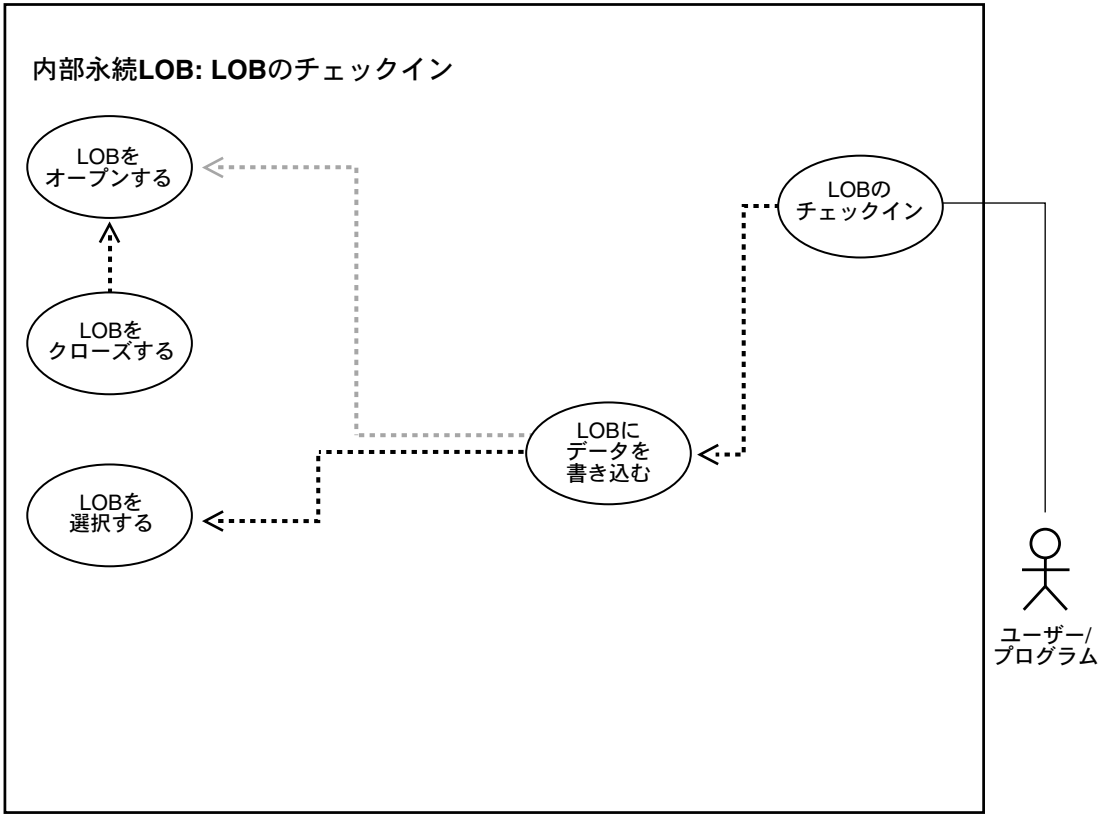 内部永続LOB: LOBのチェックイン
LOBを
オープンする
LOBの
チェックイン
LOBを
クローズする
LOBに
データを
書き込む
LOBを
選択する
ユーザー/
プログラム